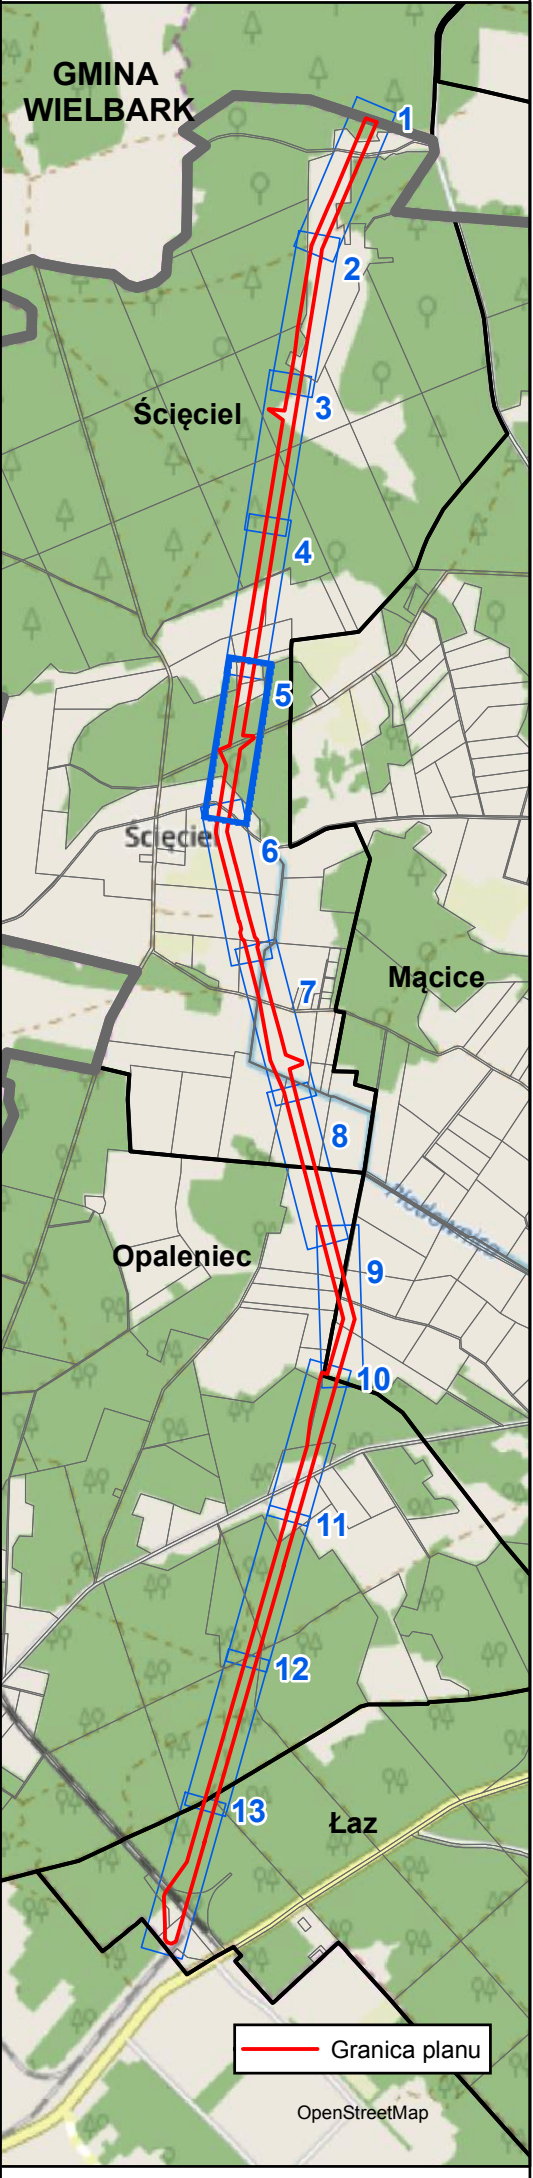 GMINA
WIELBARK
1
2
3
Ścięciel
4
5
Ścięciel
6
7
Mącice
8
Opaleniec
9
10
11
12
13
Łaz
Granica planu
OpenStreetMap